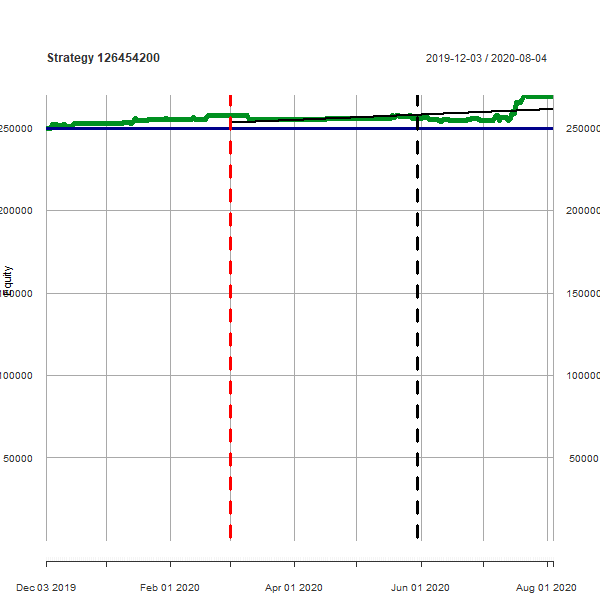 Strategy 126454200
2019-12-03 / 2020-08-04
250000
250000
200000
200000
Equity
150000
150000
100000
100000
50000
50000
Dec 03 2019
Feb 01 2020
Apr 01 2020
Jun 01 2020
Aug 01 2020